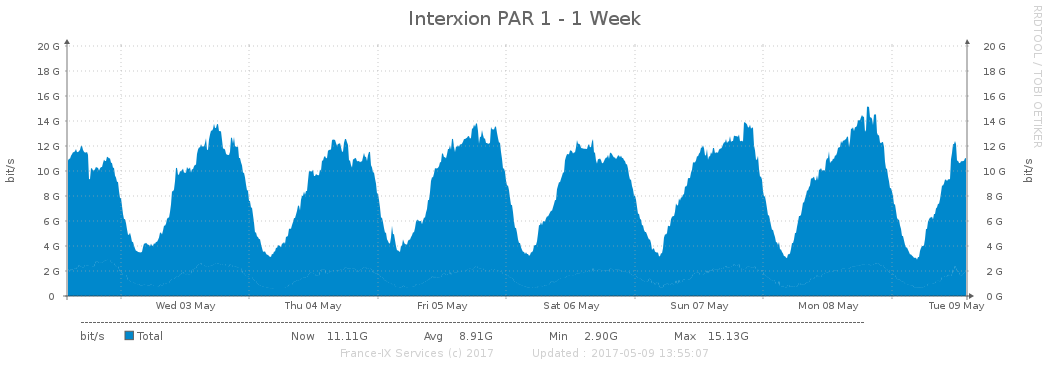 Interxion PAR 1 - 1 Week
RRDTOOL / TOBI OETIKER
20 G 20 G
18 G 18 G
16 G 16 G
14 G 14 G
12 G 12 G
10 G 10 G
8 G 8 G
6 G 6 G
4 G 4 G
2 G 2 G
0 0 G
bit/s
bit/s
Wed 03 May Thu 04 May Fri 05 May Sat 06 May Sun 07 May Mon 08 May Tue 09 May
bit/s Total Now 11.11G Avg 8.91G Min 2.90G Max 15.13G
France-IX Services (c) 2017 Updated : 2017-05-09 13:55:07